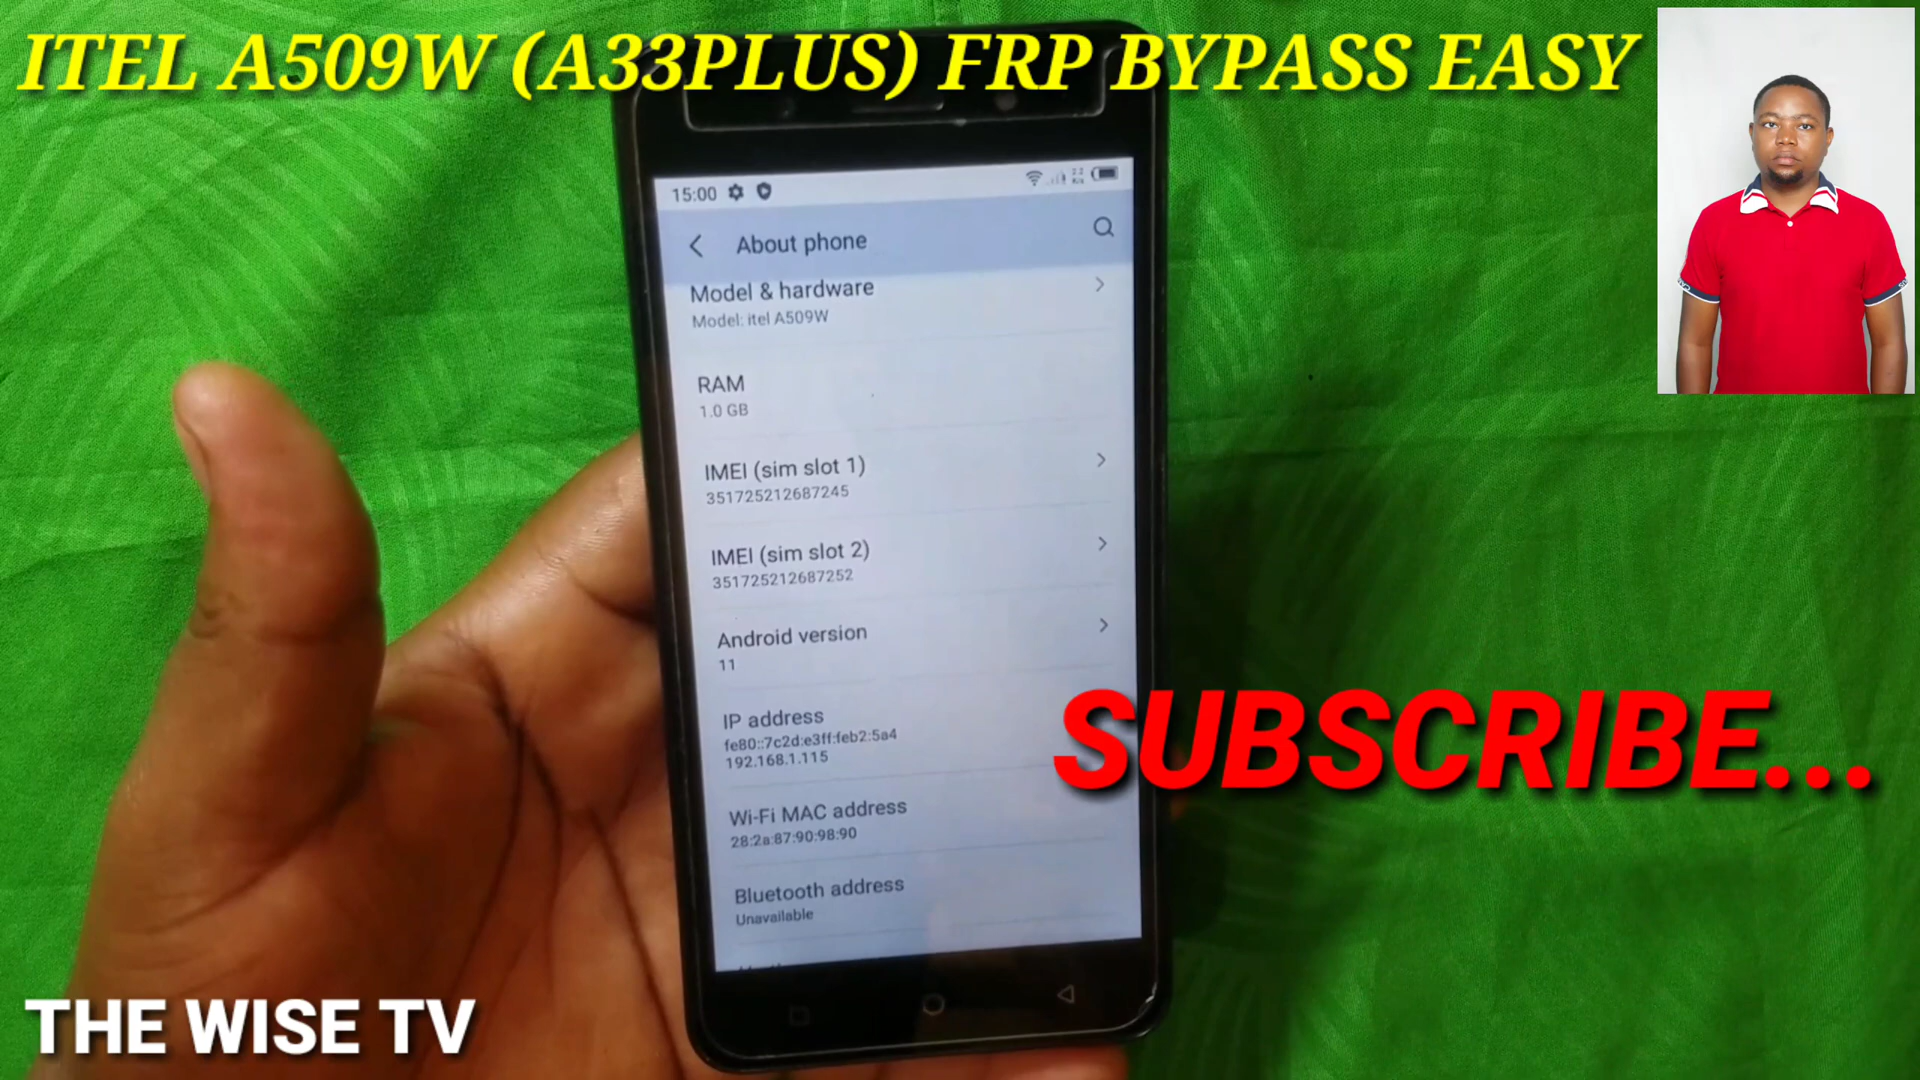 ITEL A509W (A33PLUS) FRP BYPASS EASY
15:00
About phone
Model & hardware
Model: itel A509W
RAM
1.0 GB
IMEI (sim slot 1)
351725212687245
IMEI (sim slot 2)
351725212687252
Android version
11
IP address
fe80::7c2d:e3ff:feb2:5a4
192.168.1.115
Wi-Fi MAC address
28:2a:87:90:98:90
Bluetooth address
Unavailable
SUBSCRIBE...
THE WISE TV